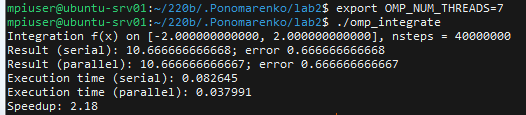 mpiuser@ubuntu-srv01:~/220b/.Ponomarenko/lab2$ export OMP_NUM_THREADS=7
mpiuser@ubuntu-srv01:~/220b/.Ponomarenko/lab2$ ./omp_integrate
Integration f(x) on [-2.000000000000, 2.000000000000], nsteps = 40000000
Result (serial): 10.666666666668; error 0.666666666668
Result (parallel): 10.666666666667; error 0.666666666667
Execution time (serial): 0.082645
Execution time (parallel): 0.037991
Speedup: 2.18